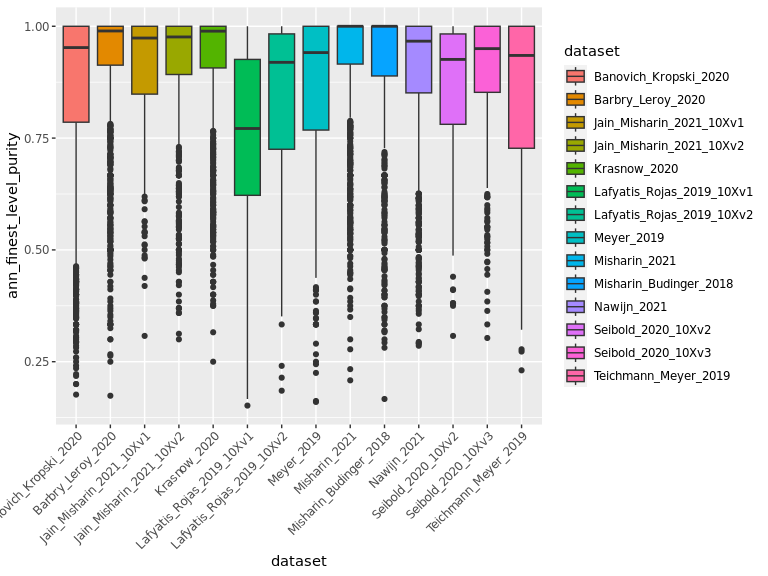 ann_finest_level_purity
1.00
0.75
0.50
0.25
ovich_Kropski_2020
Barbry_Leroy_2020
Jain_Misharin_2021_10Xv1
Jain_Misharin_2021_10Xv2
Krasnow_2020
Lafyatis_Rojas_2019_10Xv1
Lafyatis_Rojas_2019_10Xv2
Meyer_2019
Misharin_2021
Misharin_Budinger_2018
Nawijn_2021
Seibold_2020_10Xv2
Seibold_2020_10Xv3
Teichmann_Meyer_2019
dataset
dataset
Banovich_Kropski_2020
Barbry_Leroy_2020
Jain_Misharin_2021_10Xv1
Jain_Misharin_2021_10Xv2
Krasnow_2020
Lafyatis_Rojas_2019_10Xv1
Lafyatis_Rojas_2019_10Xv2
Meyer_2019
Misharin_2021
Misharin_Budinger_2018
Nawijn_2021
Seibold_2020_10Xv2
Seibold_2020_10Xv3
Teichmann_Meyer_2019